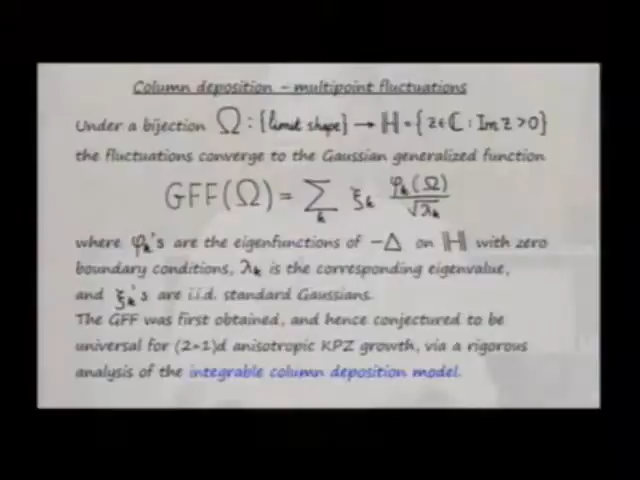 Column deposition – multipoint fluctuations
Under a bijection Ω : {limit shape} → ℍ = {z ∈ ℂ : Im z > 0}
the fluctuations converge to the Gaussian generalized function
GFF(Ω) = ∑_k ξ_k φ_k(Ω)/√λ_k
where φ_k's are the eigenfunctions of -Δ on ℍ with zero
boundary conditions, λ_k is the corresponding eigenvalue,
and ξ_k's are i.i.d. standard Gaussians.
The GFF was first obtained, and hence conjectured to be
universal for (2+1)d anisotropic KPZ growth, via a rigorous
analysis of the integrable column deposition model.